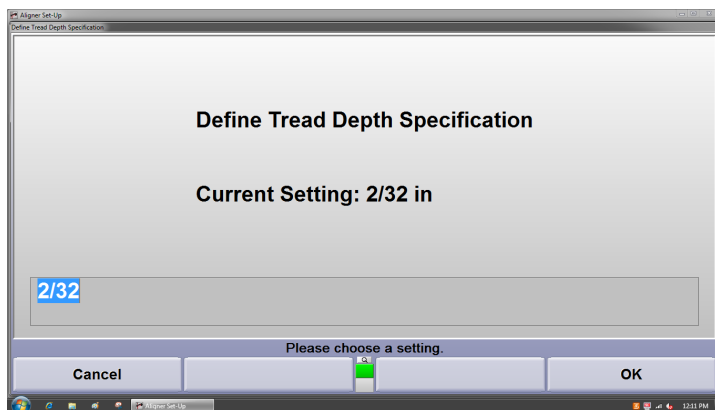 Aligner Set-Up
Define Tread Depth Specification
Define Tread Depth Specification
Current Setting: 2/32 in
2/32
Please choose a setting.
Cancel
OK
Aligner Set-Up
12:11 PM